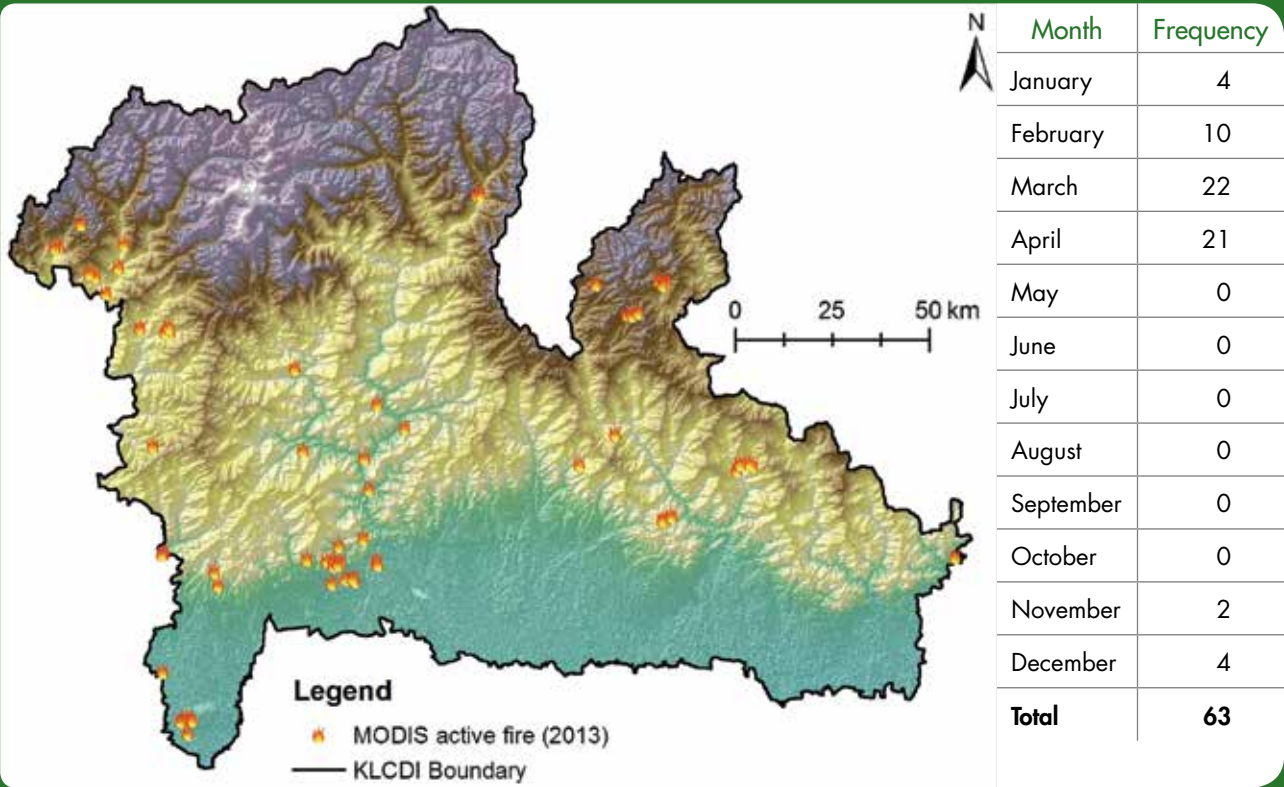 N
0 25 50 km
Legend
MODIS active fire (2013)
KLCDI Boundary
Month Frequency
January 4
February 10
March 22
April 21
May 0
June 0
July 0
August 0
September 0
October 0
November 2
December 4
Total 63